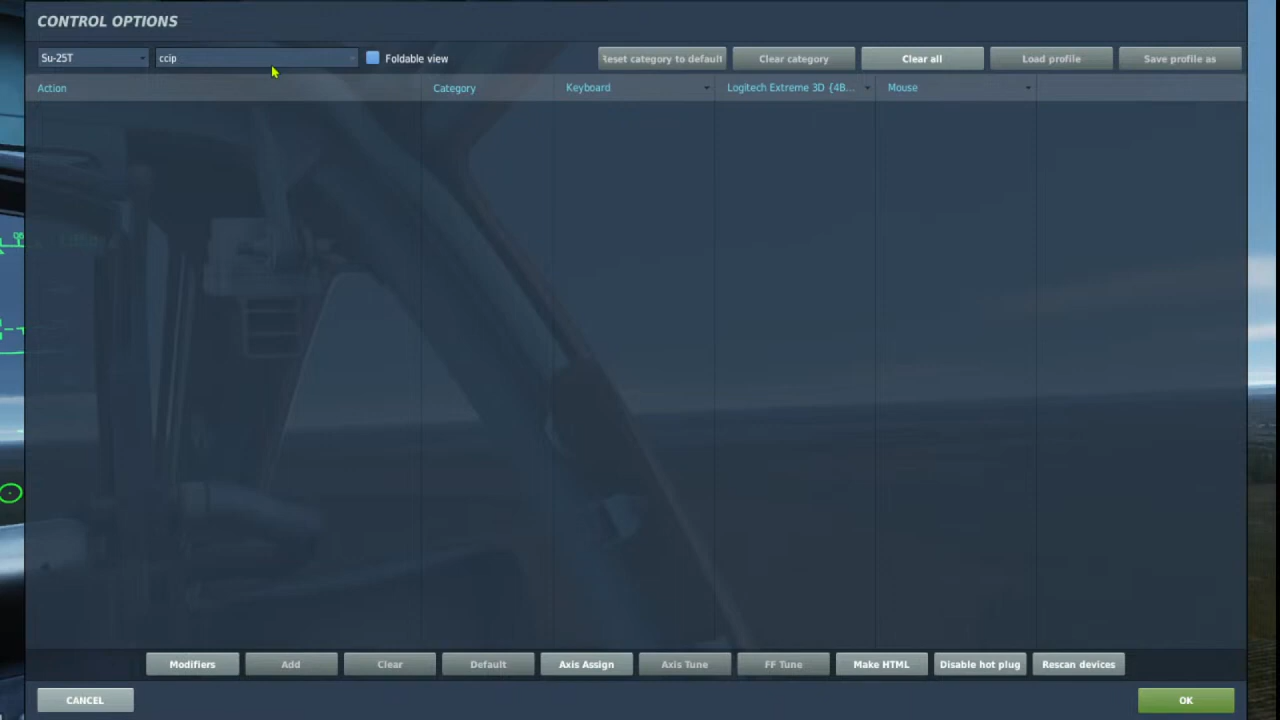 CONTROL OPTIONS
Su-25T ccip Foldable view Reset category to default Clear category Clear all Load profile Save profile as
Action Category Keyboard Logitech Extreme 3D {4B... Mouse
Modifiers Add Clear Default Axis Assign Axis Tune FF Tune Make HTML Disable hot plug Rescan devices
CANCEL OK